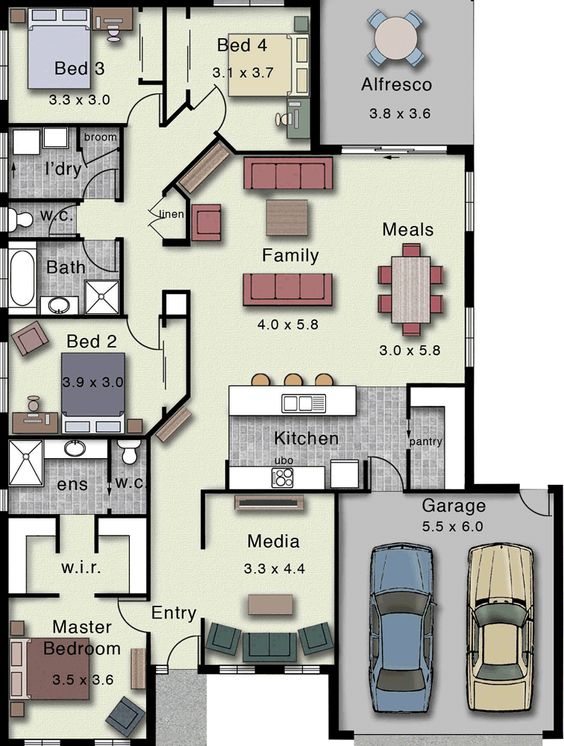 Bed 3
3.3 x 3.0
Bed 4
3.1 x 3.7
Alfresco
3.8 x 3.6
broom
l'dry
w.c.
linen
Bath
Family
4.0 x 5.8
Meals
3.0 x 5.8
Bed 2
3.9 x 3.0
Kitchen
ubo
pantry
ens
w.c.
w.i.r.
Media
3.3 x 4.4
Garage
5.5 x 6.0
Entry
Master
Bedroom
3.5 x 3.6